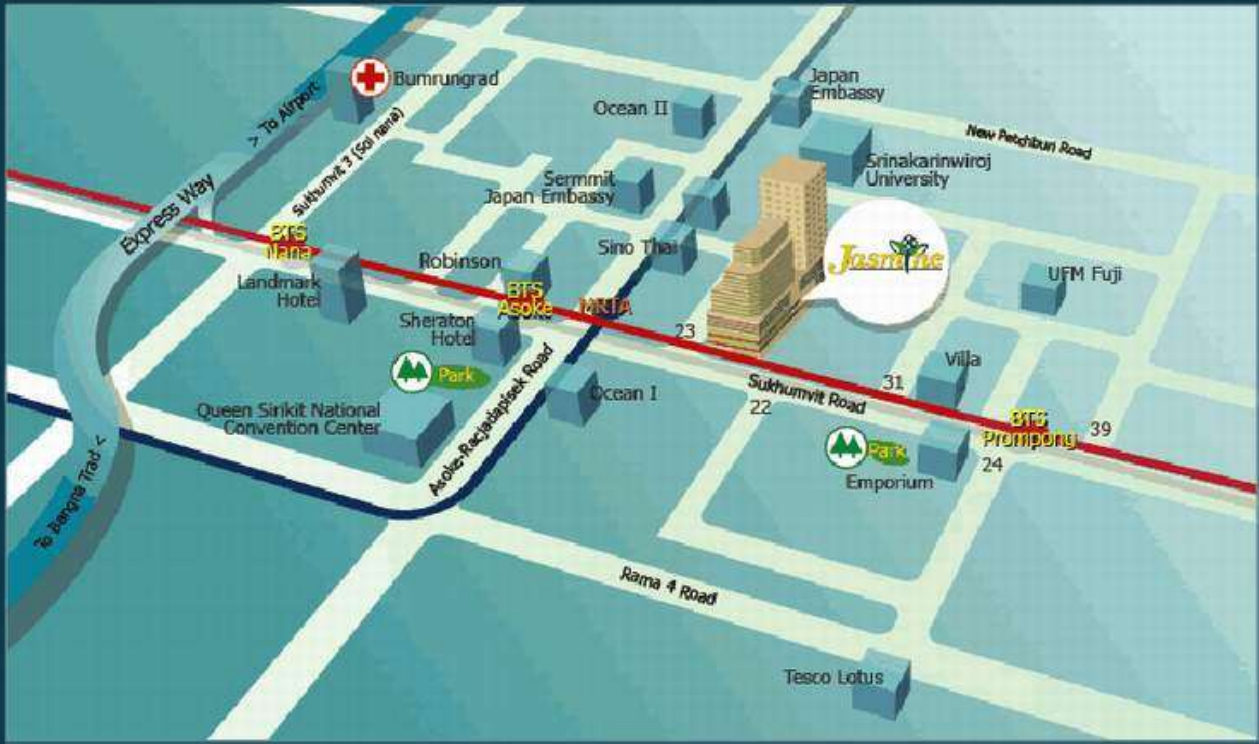 Bumrungrad
> To Airport
Sukhumvit 3 (Soi nana)
Express Way
Ocean II
Japan
Embassy
New Petchburi Road
Srinakarinwiroj
University
Sermmit
Japan Embassy
Sino Thai
Jasmine
UFM Fuji
BTS
Nana
Robinson
Landmark
Hotel
BTS
Asoke
MRTA
Sheraton
Hotel
23
Park
Ocean I
Asoke-Racjadapisek Road
Queen Sirikit National
Convention Center
Sukhumvit Road
22
31
Villa
BTS
Prompong
39
Park
24
Emporium
To Bangna Trad <
Rama 4 Road
Tesco Lotus